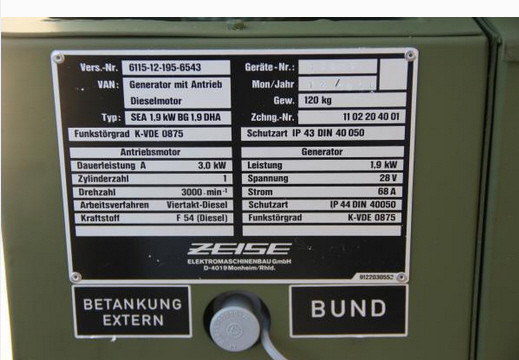 Vers.-Nr. 6115-12-195-6543
VAN: Generator mit Antrieb
Dieselmotor
Typ: SEA 1,9 kW BG 1,9 DHA
Funkstörgrad K-VDE 0875
Geräte-Nr.:
Mon/Jahr /
Gew. 120 kg
Zchng.-Nr.: 11 02 20 40 01
Schutzart IP 43 DIN 40 050
Antriebsmotor
Dauerleistung A 3,0 kW
Zylinderzahl 1
Drehzahl 3000 min-1
Arbeitsverfahren Viertakt-Diesel
Kraftstoff F 54 (Diesel)
Generator
Leistung 1.9 kW
Spannung 28 V
Strom 68 A
Schutzart IP 44 DIN 40050
Funkstörgrad K-VDE 0875
ZEISE
ELEKTROMASCHINENBAU GmbH
D-4019 Monheim/Rhld.
9122030552
BETANKUNG
EXTERN
BUND